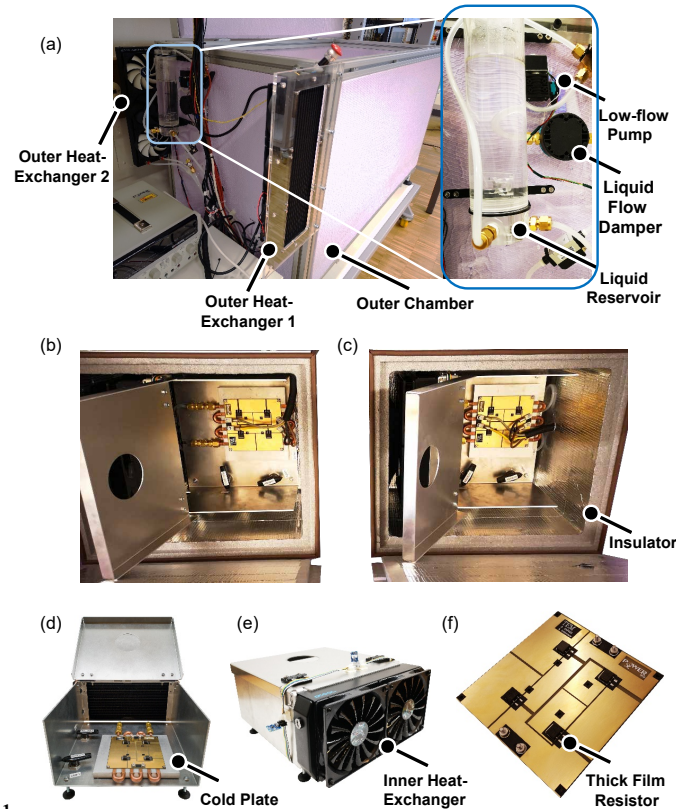 (a)
Low-flow
Pump
Outer Heat-
Exchanger 2
Liquid
Flow
Damper
Liquid
Reservoir
Outer Heat-
Exchanger 1
Outer Chamber
(b)
(c)
Insulator
(d)
(e)
(f)
Cold Plate
Inner Heat-
Exchanger
Thick Film
Resistor